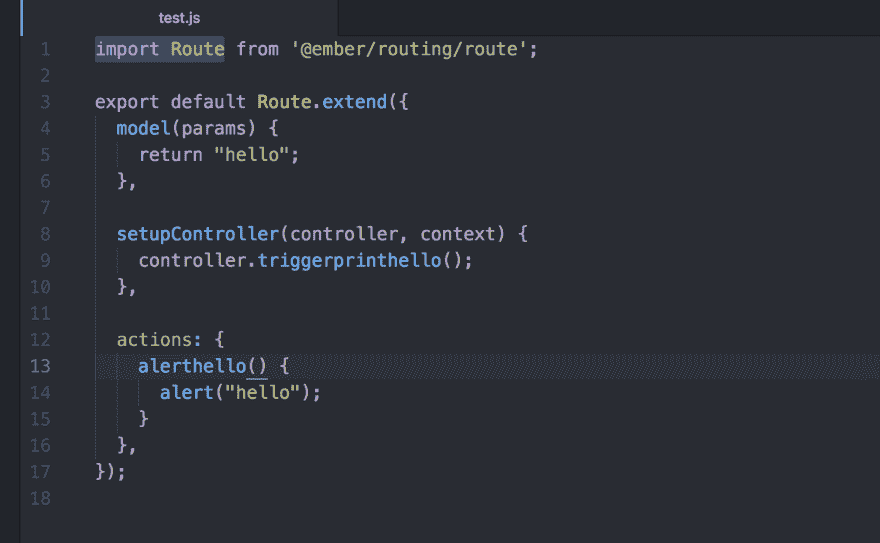 test.js
1 import Route from '@ember/routing/route';
2
3 export default Route.extend({
4   model(params) {
5     return "hello";
6   },
7
8   setupController(controller, context) {
9     controller.triggerprinthello();
10   },
11
12   actions: {
13     alerthello() {
14       alert("hello");
15     }
16   },
17 });
18